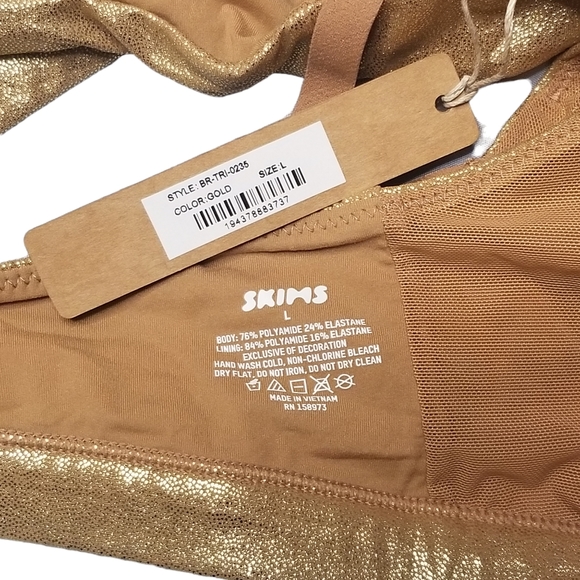 STYLE: BR-TRI-0235
COLOR:GOLD SIZE:L
194378883737
SKIMS
L
BODY: 76% POLYAMIDE 24% ELASTANE
LINING: 84% POLYAMIDE 16% ELASTANE
EXCLUSIVE OF DECORATION
HAND WASH COLD, NON-CHLORINE BLEACH
DRY FLAT, DO NOT IRON, DO NOT DRY CLEAN
MADE IN VIETNAM
RN 158973